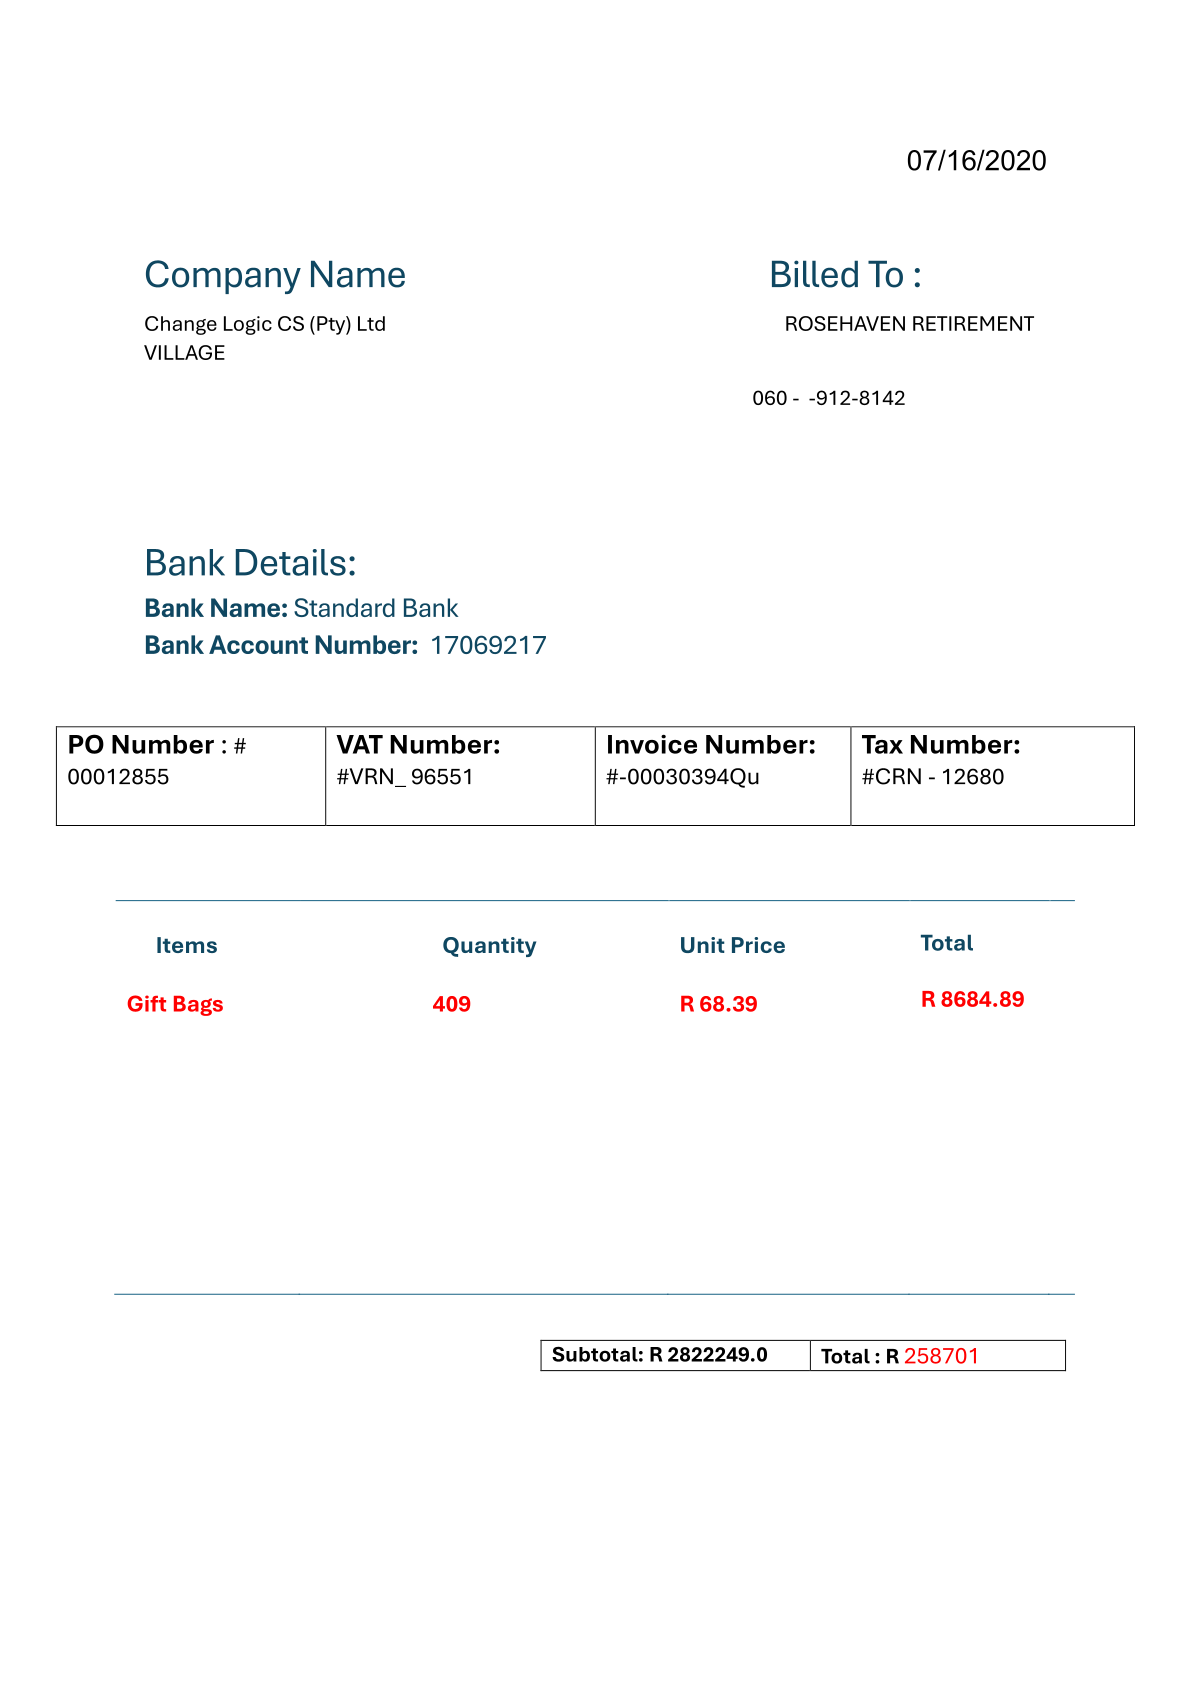 07/16/2020
Company Name Billed To :
Change Logic CS (Pty) Ltd ROSEHAVEN RETIREMENT
VILLAGE
060 - -912-8142
Bank Details:
Bank Name: Standard Bank
Bank Account Number: 17069217
PO Number : # VAT Number: Invoice Number: Tax Number:
00012855 #VRN_ 96551 #-00030394Qu #CRN - 12680
Items Quantity Unit Price Total
Gift Bags 409 R 68.39 R 8684.89
Subtotal: R 2822249.0 Total : R 258701